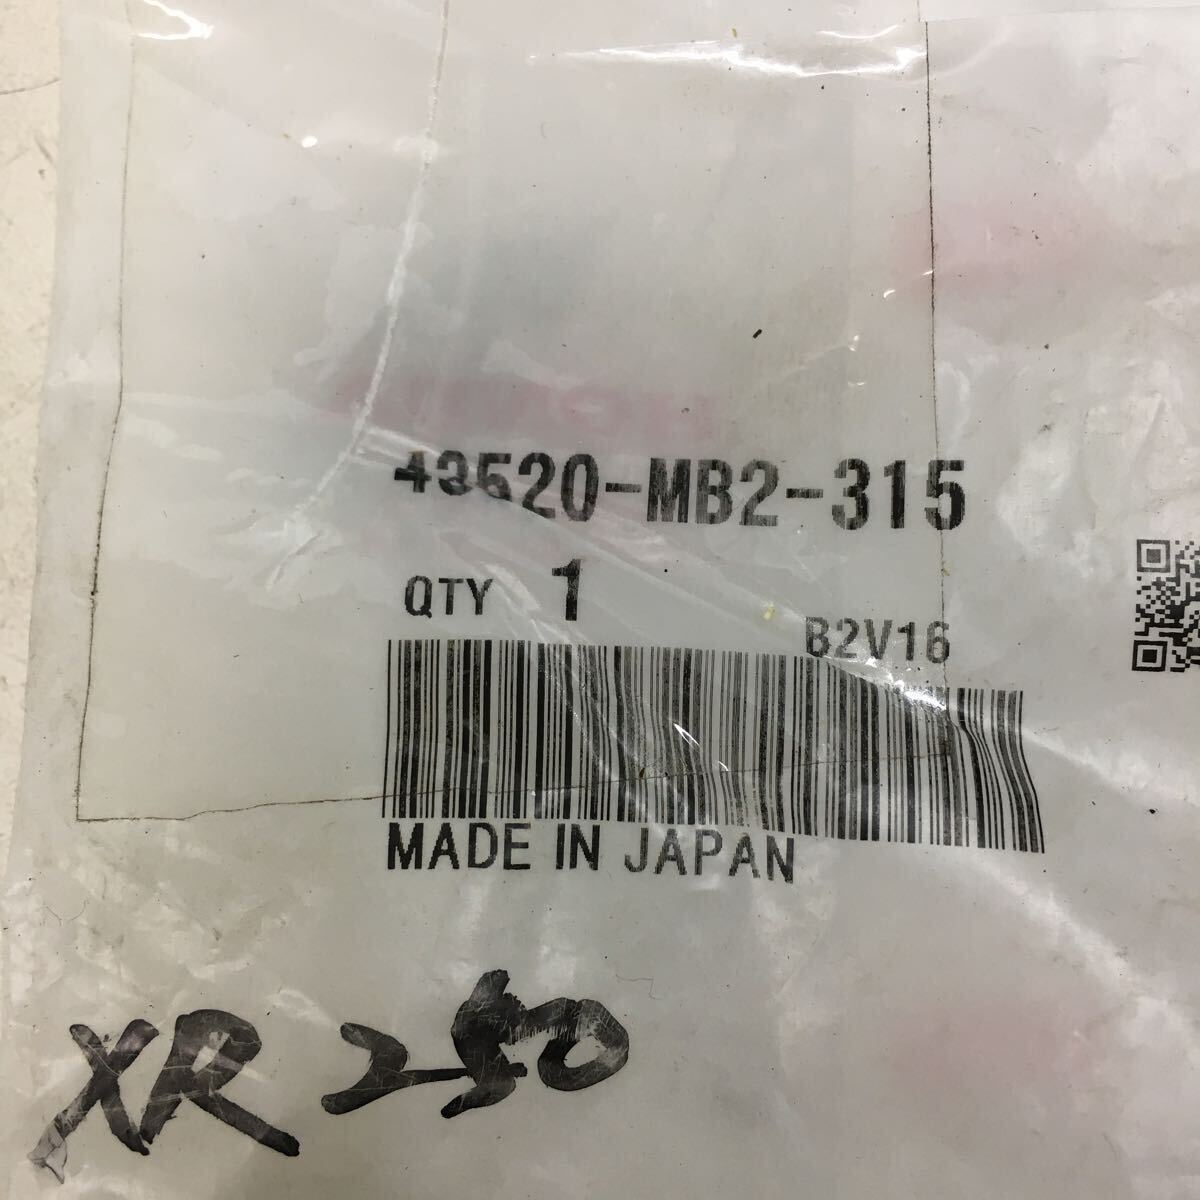 43520-MB2-315
QTY 1
B2V16
MADE IN JAPAN
XR250